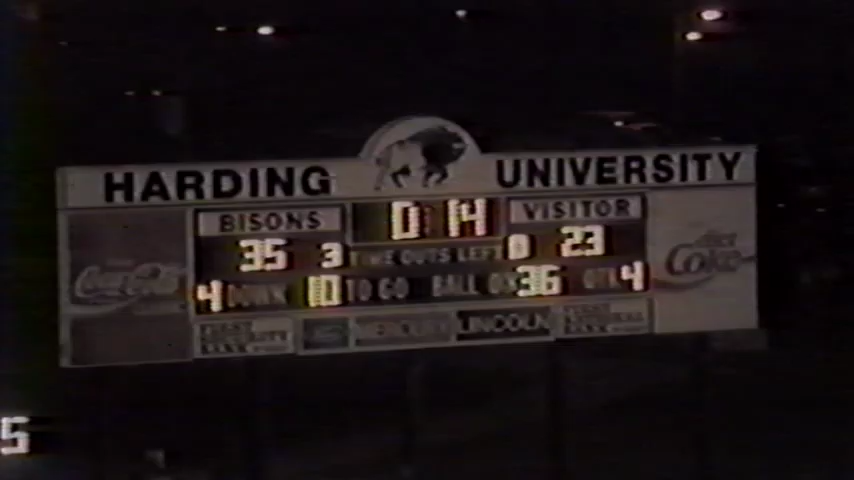 HARDING UNIVERSITY
BISONS VISITOR
0 14
35 3 TIME OUTS LEFT 0 23
4 DOWN 10 TO GO BALL ON 36 QTR 4
Coca-Cola
diet Coke
MERCURY LINCOLN
5